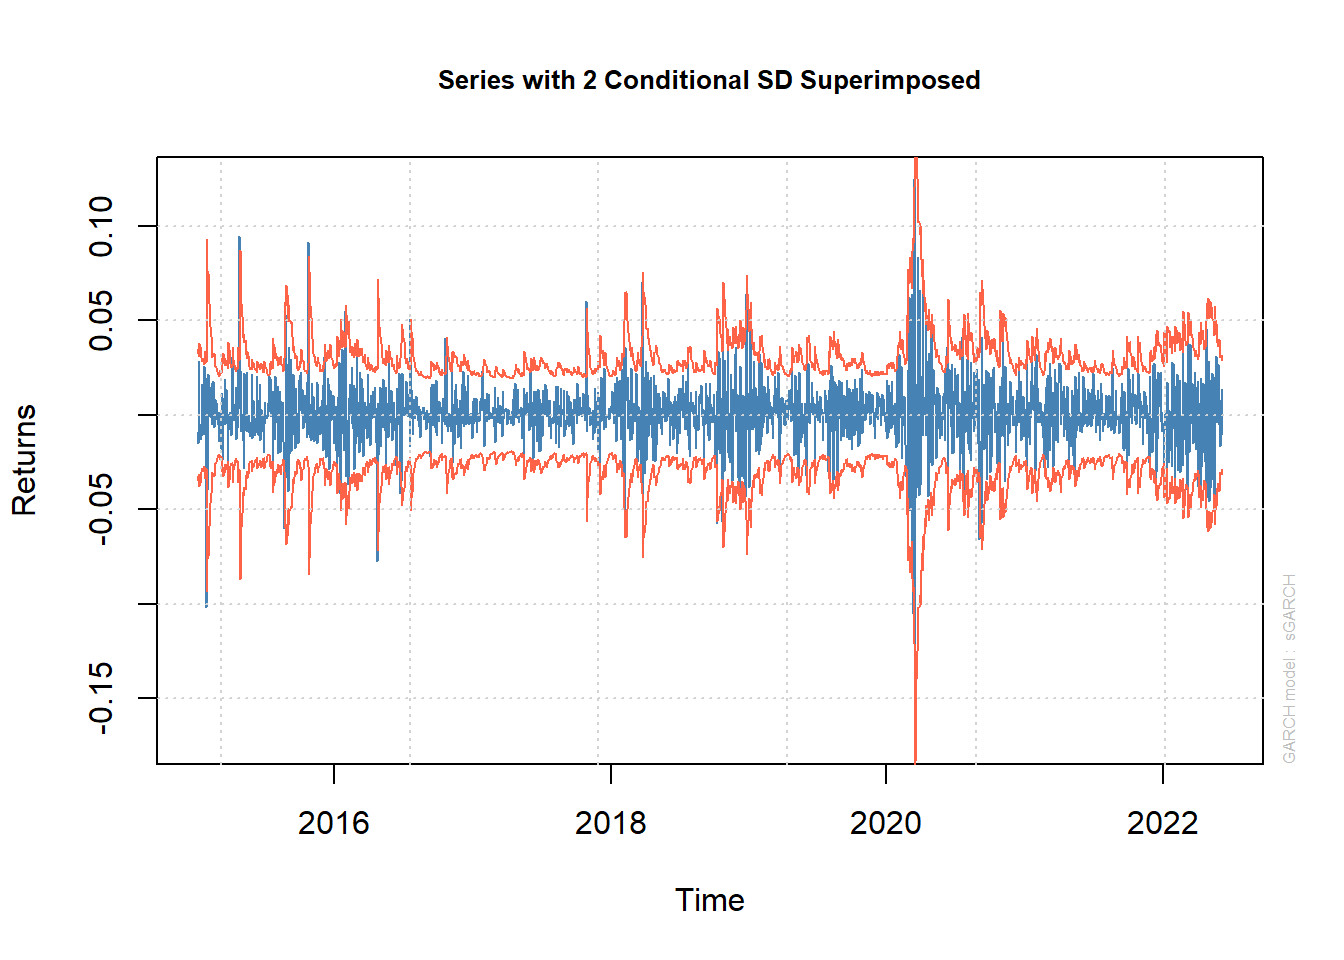 Series with 2 Conditional SD Superimposed
Returns
0.10
0.05
-0.05
-0.15
2016
2018
2020
2022
Time
GARCH model : sGARCH